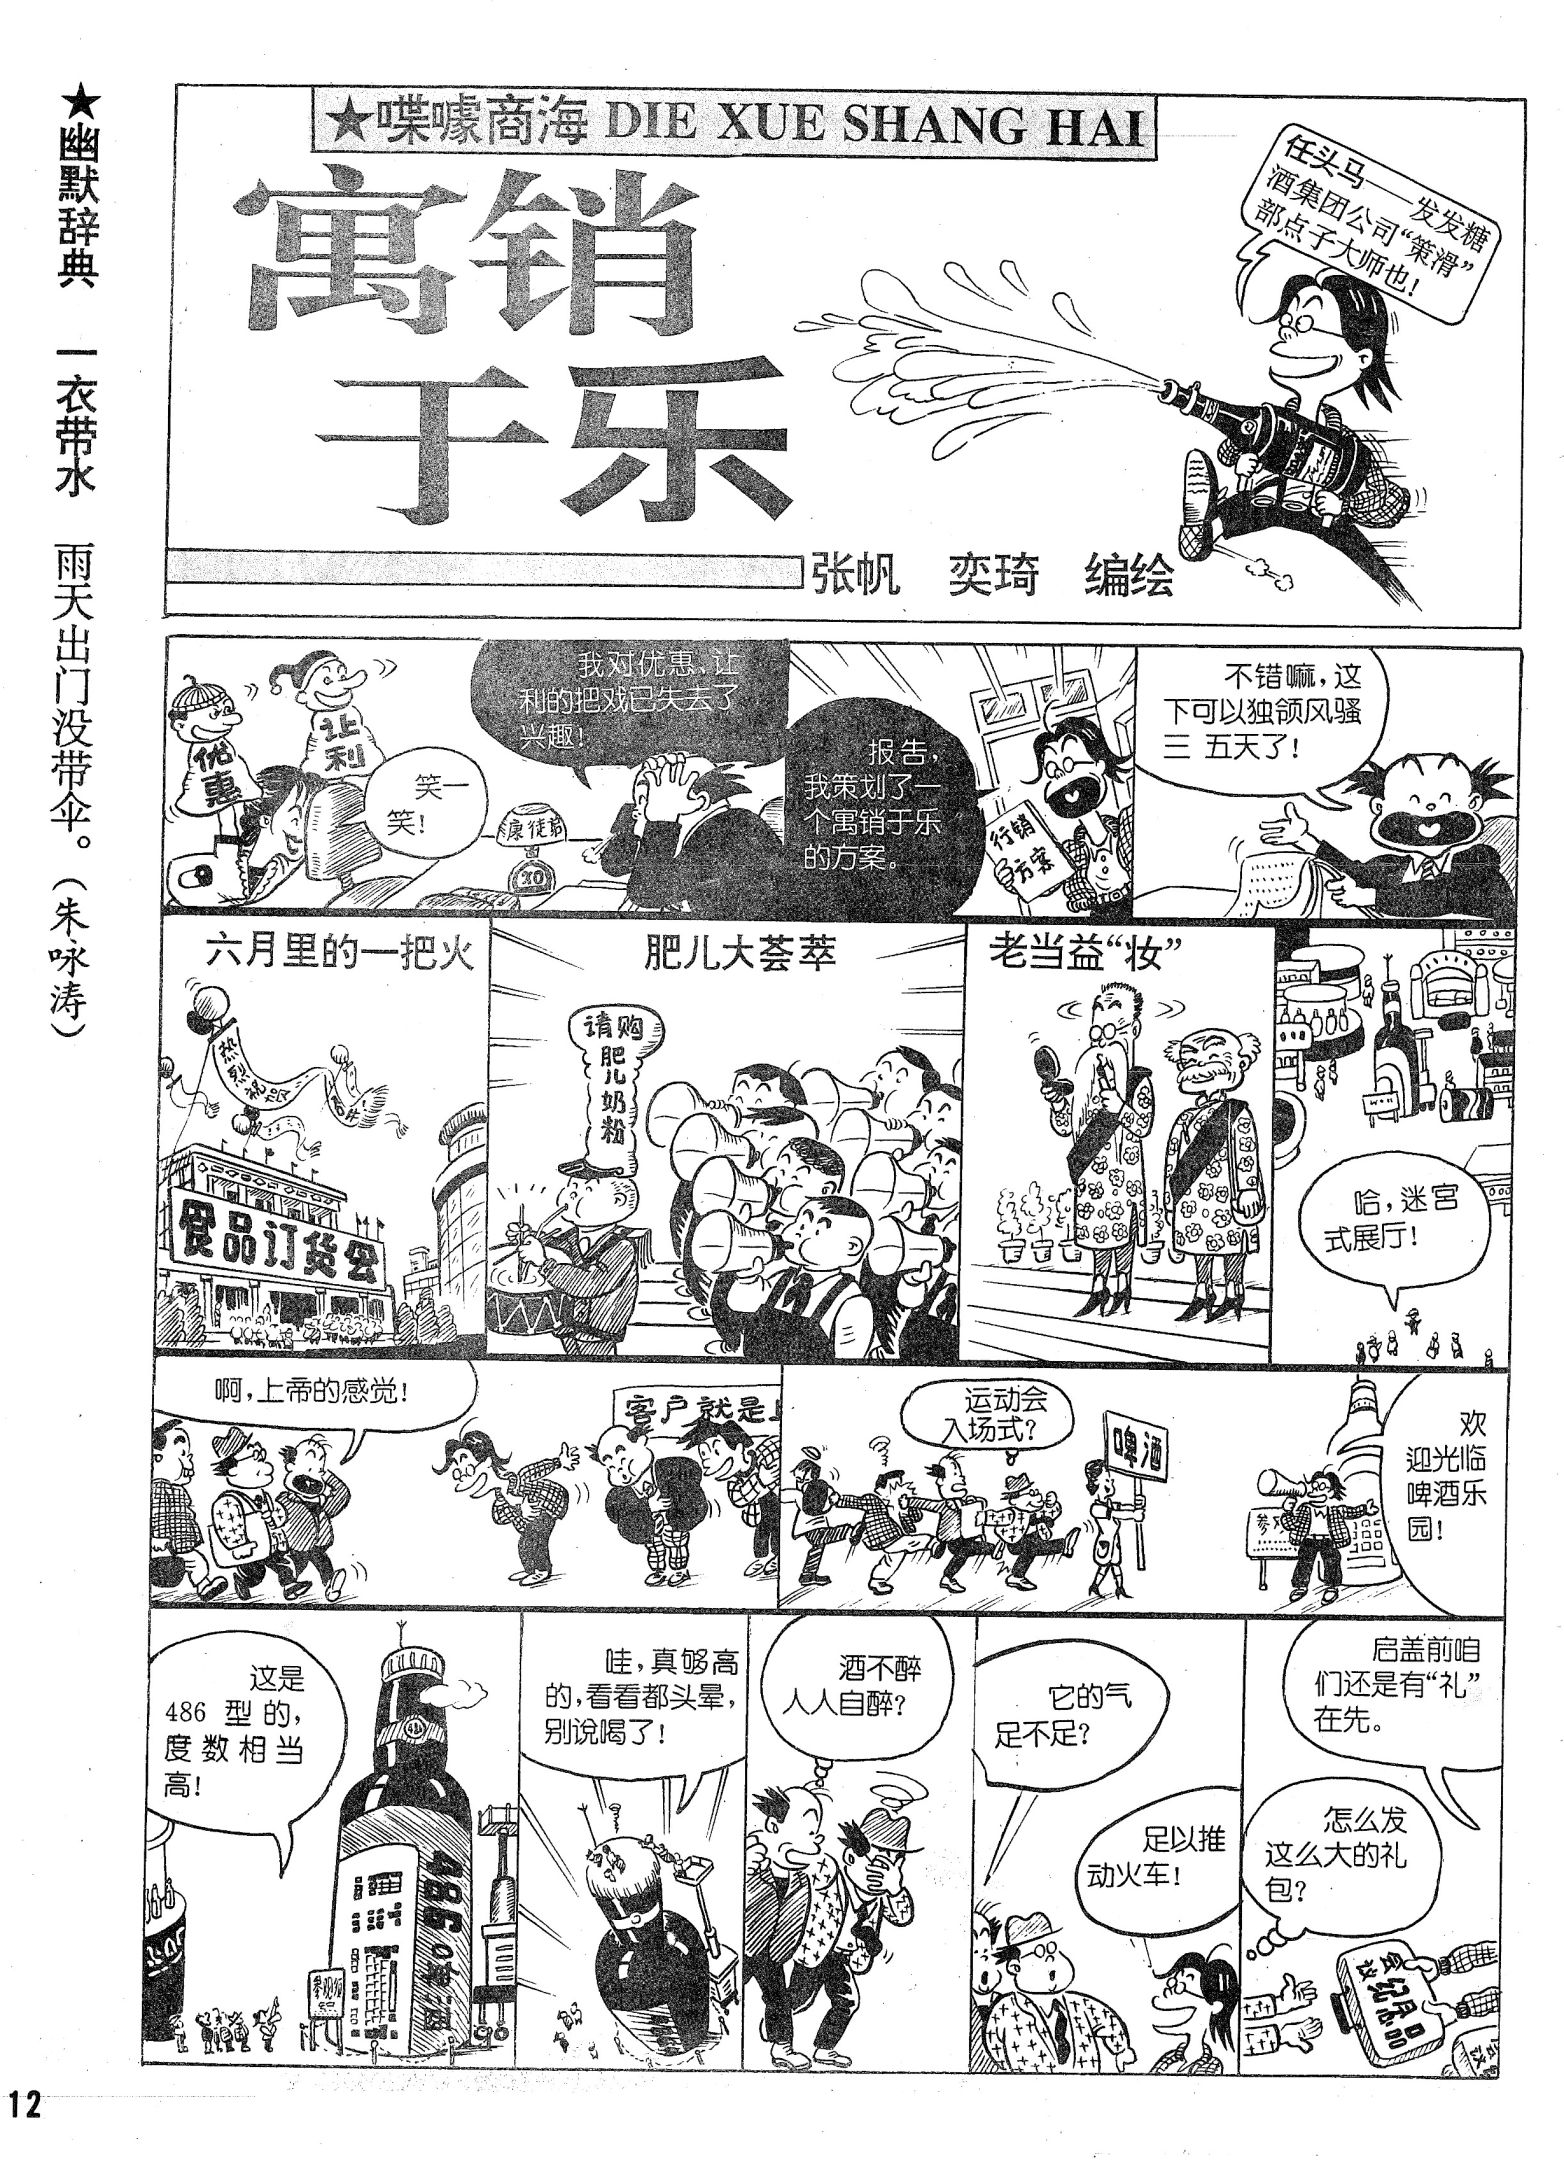 ★幽默辞典 一衣带水 雨天出门没带伞。(朱咏涛)
★喋噱商海 DIE XUE SHANG HAI
寓销
于乐
张帆 奕琦 编绘
任头马——发发糖
酒集团公司“策滑”
部点子大师也!
优
惠
让
利
笑一
笑!
我对优惠、让
利的把戏已失去了
兴趣!
XO
报告,
我策划了一
个寓销于乐
的方案。
行销
方案
不错嘛,这
下可以独领风骚
三 五天了!
六月里的一把火
热烈祝贺
食品订货会
肥儿大荟萃
请购
肥
儿
奶
粉
老当益“妆”
哈,迷宫
式展厅!
啊,上帝的感觉!
客户就是上
运动会
入场式?
啤酒
欢
迎光临
啤酒乐
园!
这是
486 型的,
度数相当
高!
486
哇,真够高
的,看看都头晕,
别说喝了!
酒不醉
人人自醉?
它的气
足不足?
足以推
动火车!
启盖前咱
们还是有“礼”
在先。
怎么发
这么大的礼
包?
会议
纪念品
12